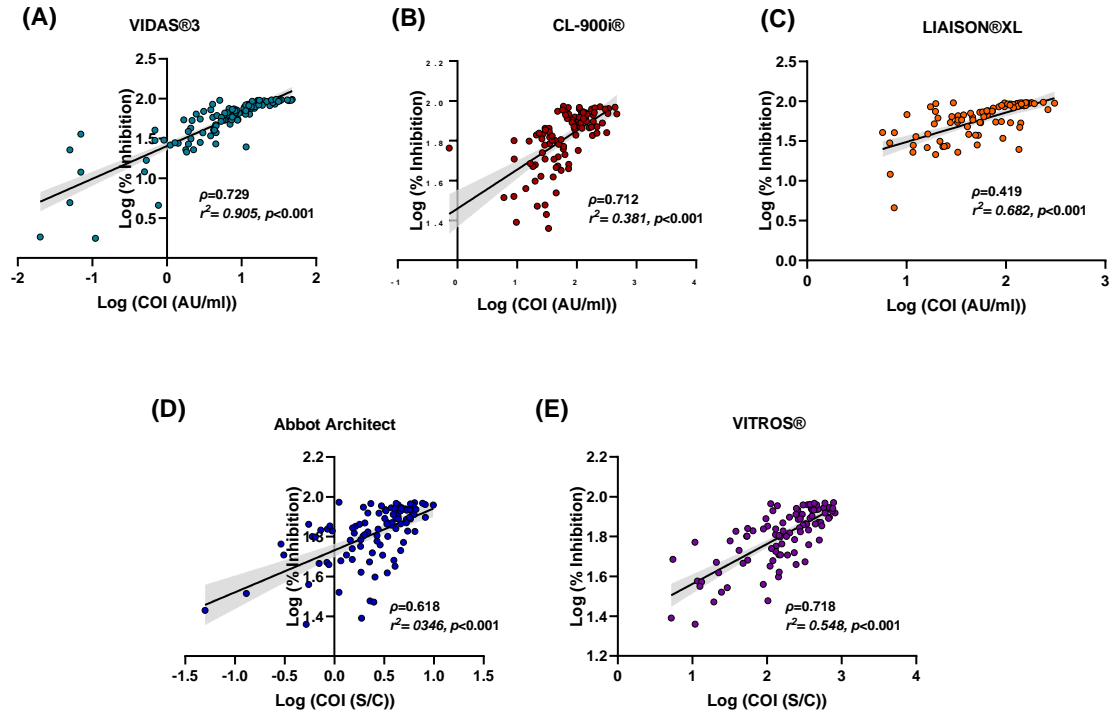 (A)
VIDAS®3
Log (% Inhibition)
2.5
2.0
1.5
1.0
0.5
-2
-1
0
1
2
Log (COI (AU/ml))
ρ=0.729
r²= 0.905, p<0.001
(B)
CL-900i®
Log (% Inhibition)
2.2
2.0
1.8
1.6
1.4
-1
0
1
2
3
4
Log (COI (AU/ml))
ρ=0.712
r²= 0.381, p<0.001
(C)
LIAISON®XL
Log (% Inhibition)
2.5
2.0
1.5
1.0
0.5
0.0
0
1
2
3
Log (COI (AU/ml))
ρ=0.419
r²= 0.682, p<0.001
(D)
Abbot Architect
Log (% Inhibition)
2.2
2.0
1.8
1.6
1.4
1.2
-1.5
-1.0
-0.5
0.0
0.5
1.0
1.5
Log (COI (S/C))
ρ=0.618
r²= 0346, p<0.001
(E)
VITROS®
Log (% Inhibition)
2.2
2.0
1.8
1.6
1.4
1.2
0
1
2
3
4
Log (COI (S/C))
ρ=0.718
r²= 0.548, p<0.001